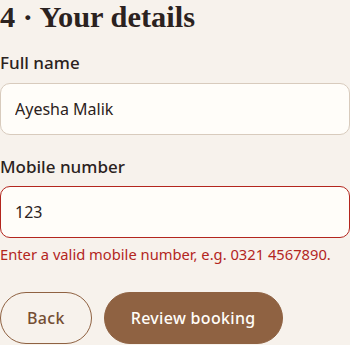 4 · Your details
Full name
Ayesha Malik
Mobile number
123
Enter a valid mobile number, e.g. 0321 4567890.
Back
Review booking